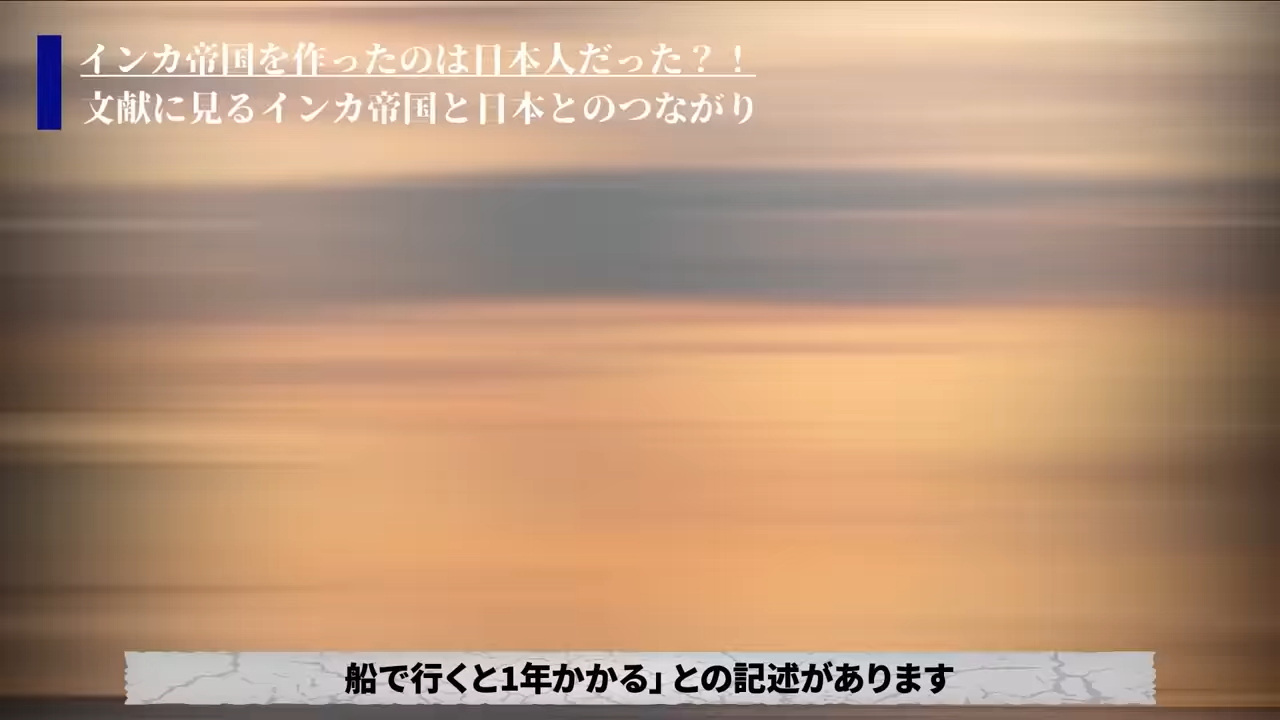 インカ帝国を作ったのは日本人だった？！
文献に見るインカ帝国と日本とのつながり
船で行くと1年かかる」との記述があります